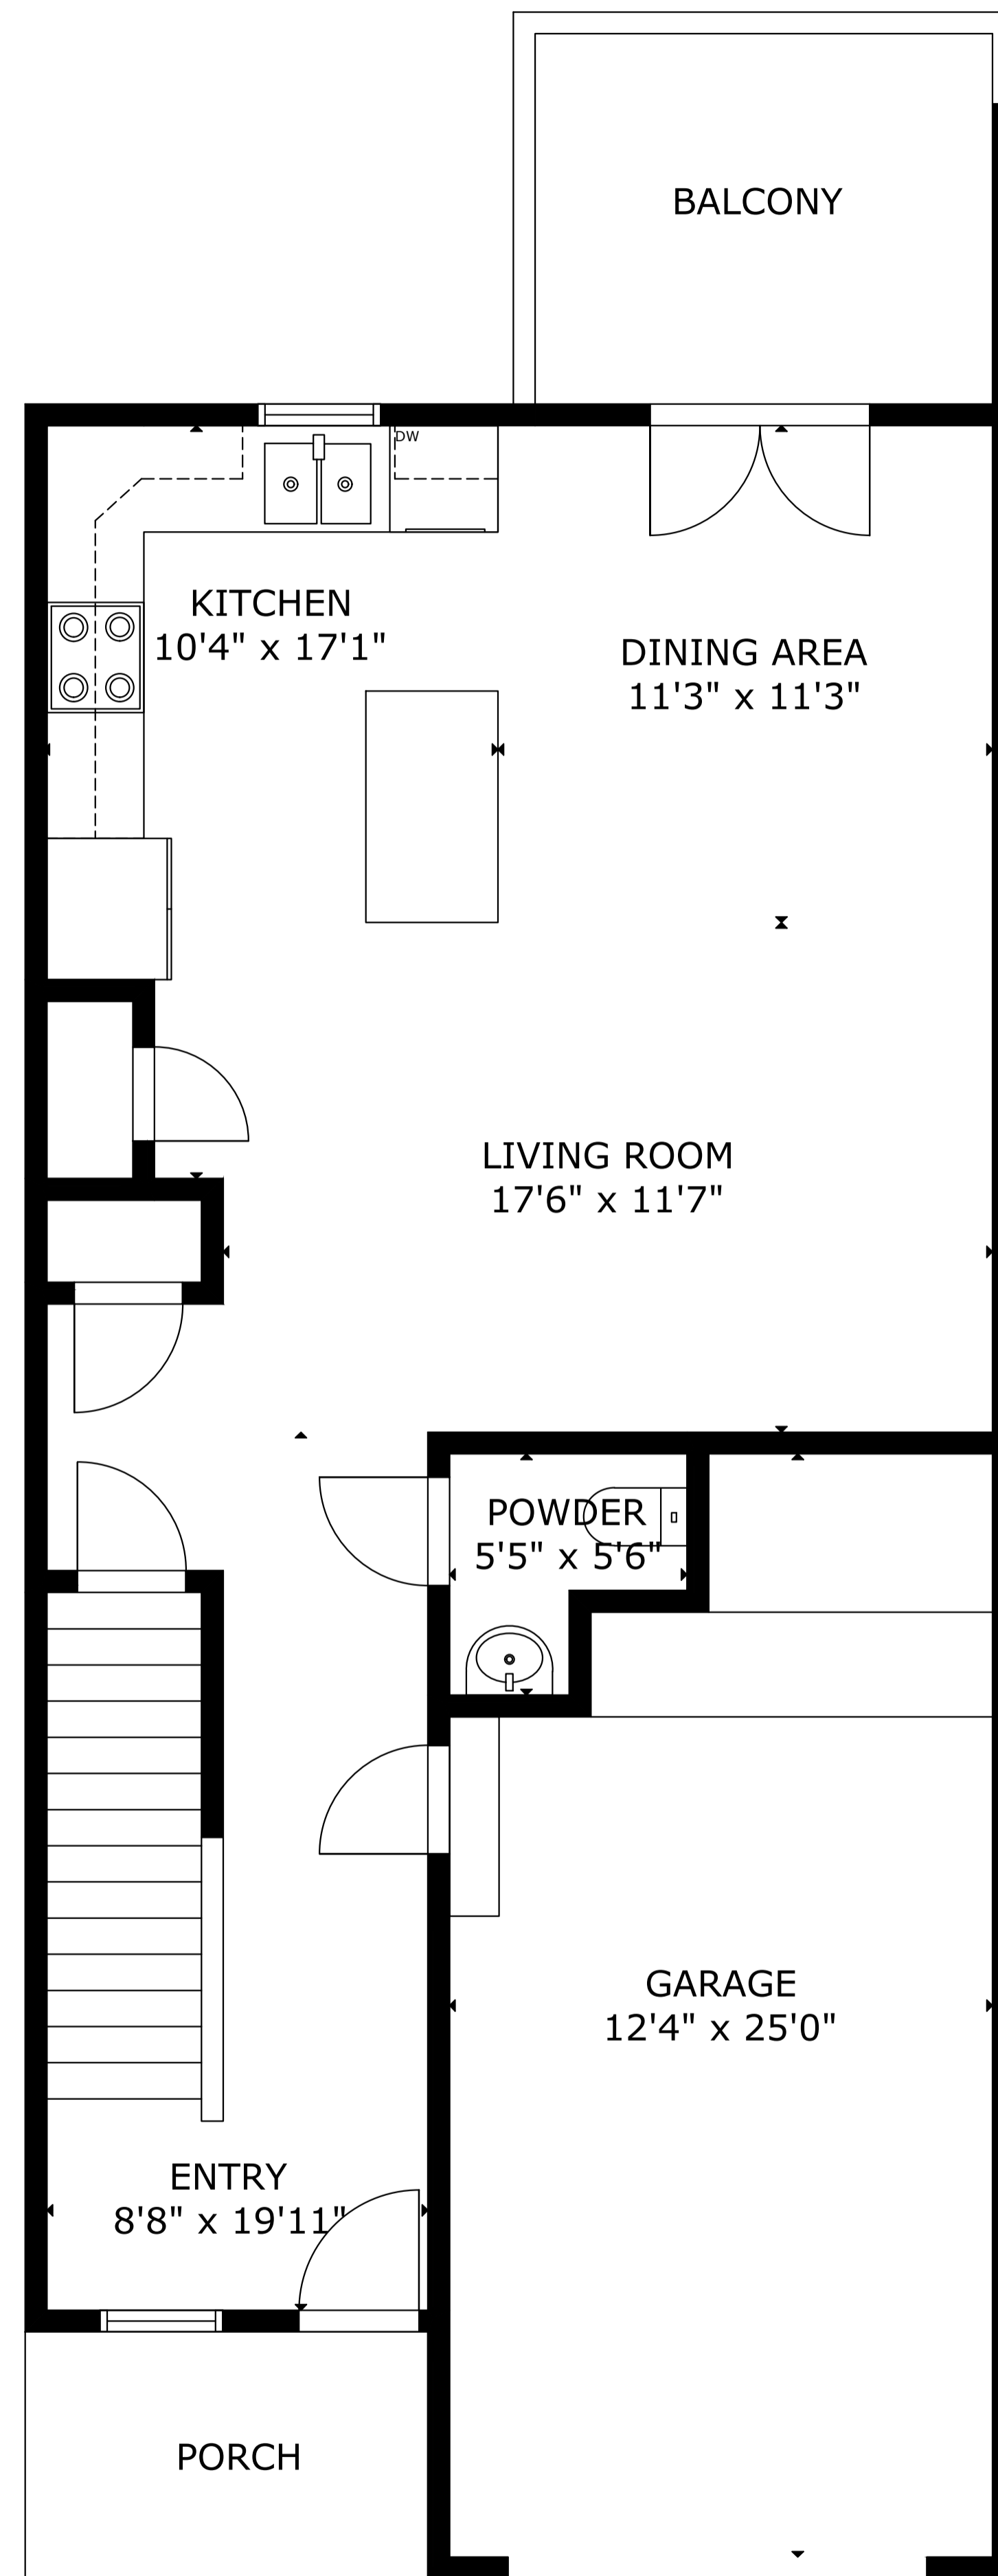 BALCONY
DW
KITCHEN
10'4" x 17'1"
DINING AREA
11'3" x 11'3"
LIVING ROOM
17'6" x 11'7"
POWDER
5'5" x 5'6"
GARAGE
12'4" x 25'0"
ENTRY
8'8" x 19'11"
PORCH